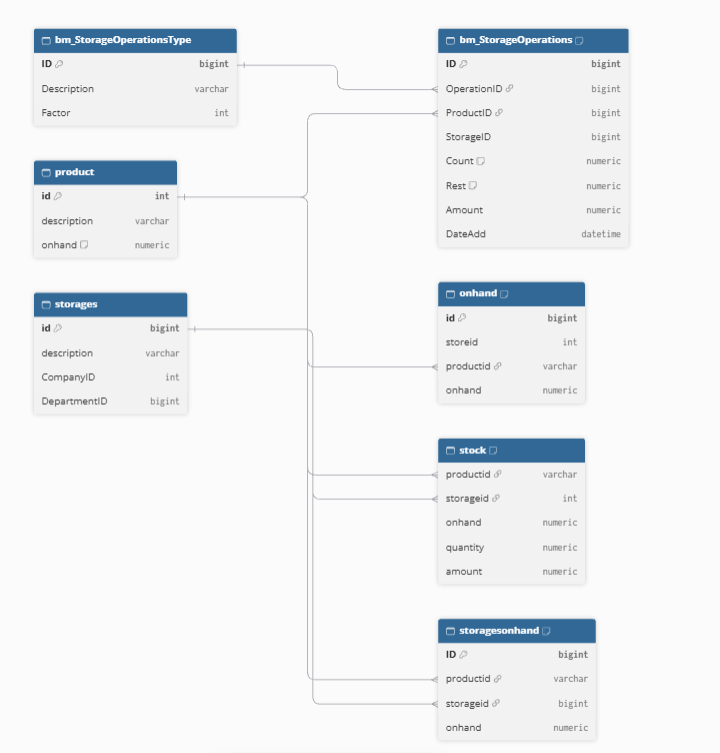 bm_StorageOperationsType
ID bigint
Description varchar
Factor int
product
id int
description varchar
onhand numeric
storages
id bigint
description varchar
CompanyID int
DepartmentID bigint
bm_StorageOperations
ID bigint
OperationID bigint
ProductID bigint
StorageID bigint
Count numeric
Rest numeric
Amount numeric
DateAdd datetime
onhand
id bigint
storeid int
productid varchar
onhand numeric
stock
productid varchar
storageid int
onhand numeric
quantity numeric
amount numeric
storagesonhand
ID bigint
productid varchar
storageid bigint
onhand numeric